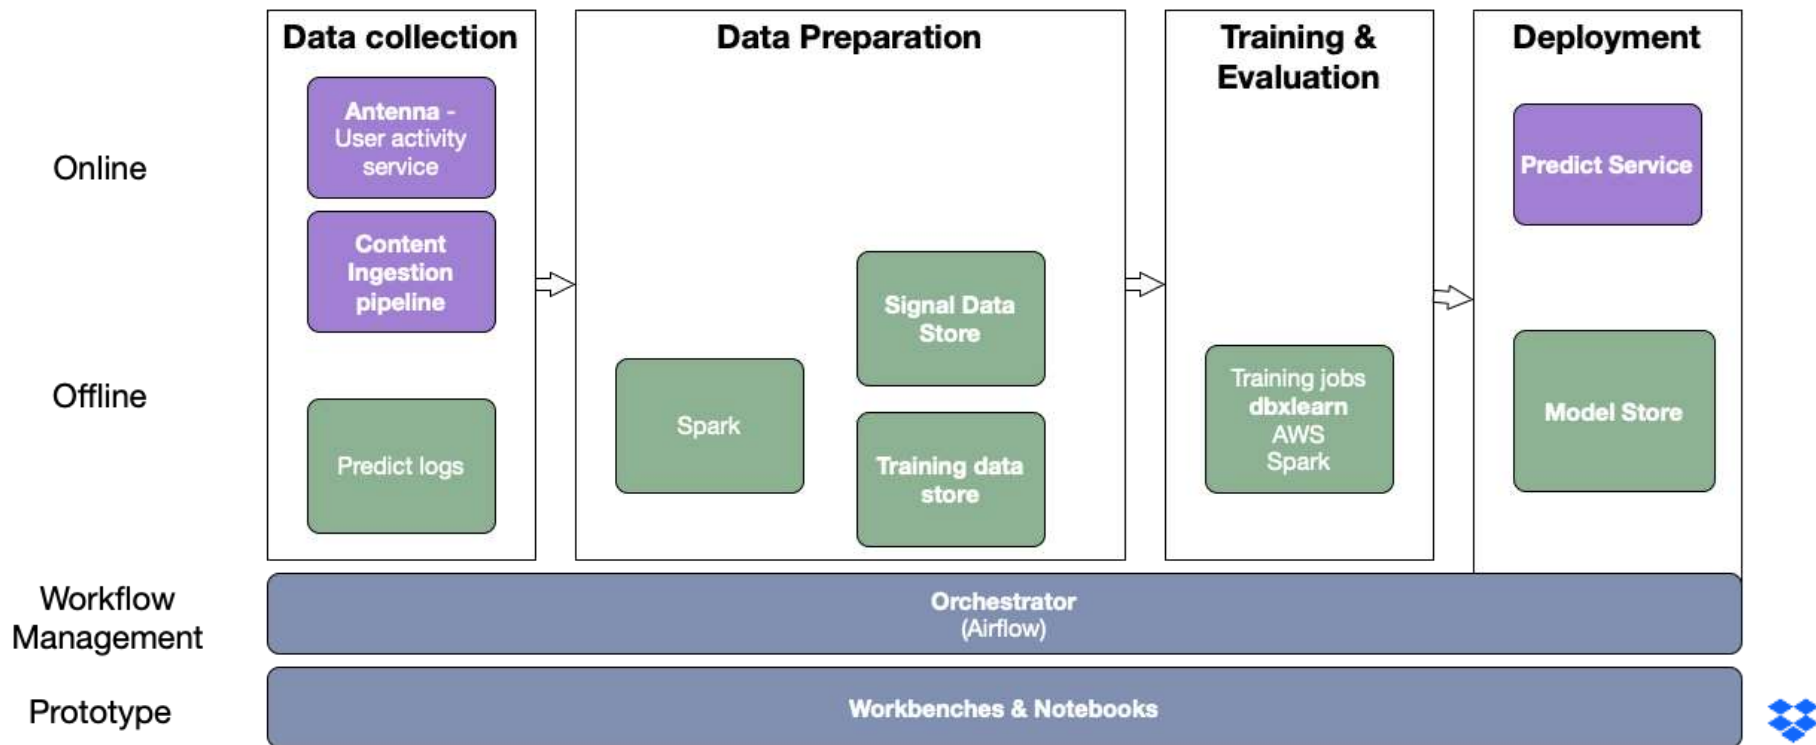 Data collection
Data Preparation
Training &
Evaluation
Deployment
Online
Offline
Workflow
Management
Prototype
Antenna -
User activity
service
Content
Ingestion
pipeline
Predict logs
Spark
Signal Data
Store
Training data
store
Training jobs
dbxlearn
AWS
Spark
Predict Service
Model Store
Orchestrator
(Airflow)
Workbenches & Notebooks